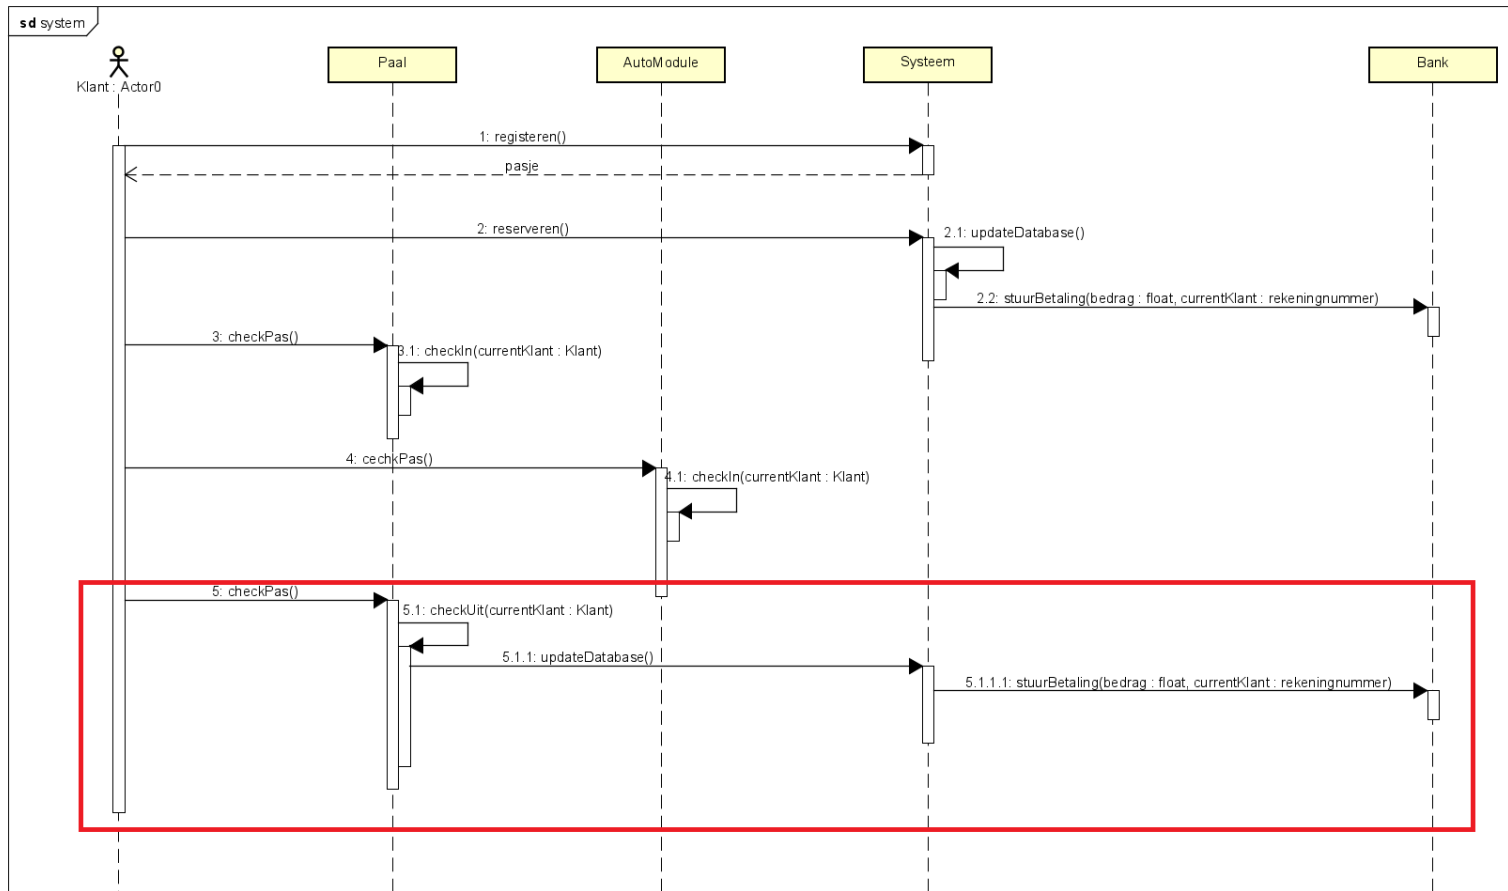 sd system
Klant : Actor0
Paal
AutoModule
Systeem
Bank
1: registeren()
pasje
2: reserveren()
2.1: updateDatabase()
2.2: stuurBetaling(bedrag : float, currentKlant : rekeningnummer)
3: checkPas()
3.1: checkIn(currentKlant : Klant)
4: cechkPas()
4.1: checkIn(currentKlant : Klant)
5: checkPas()
5.1: checkUit(currentKlant : Klant)
5.1.1: updateDatabase()
5.1.1.1: stuurBetaling(bedrag : float, currentKlant : rekeningnummer)